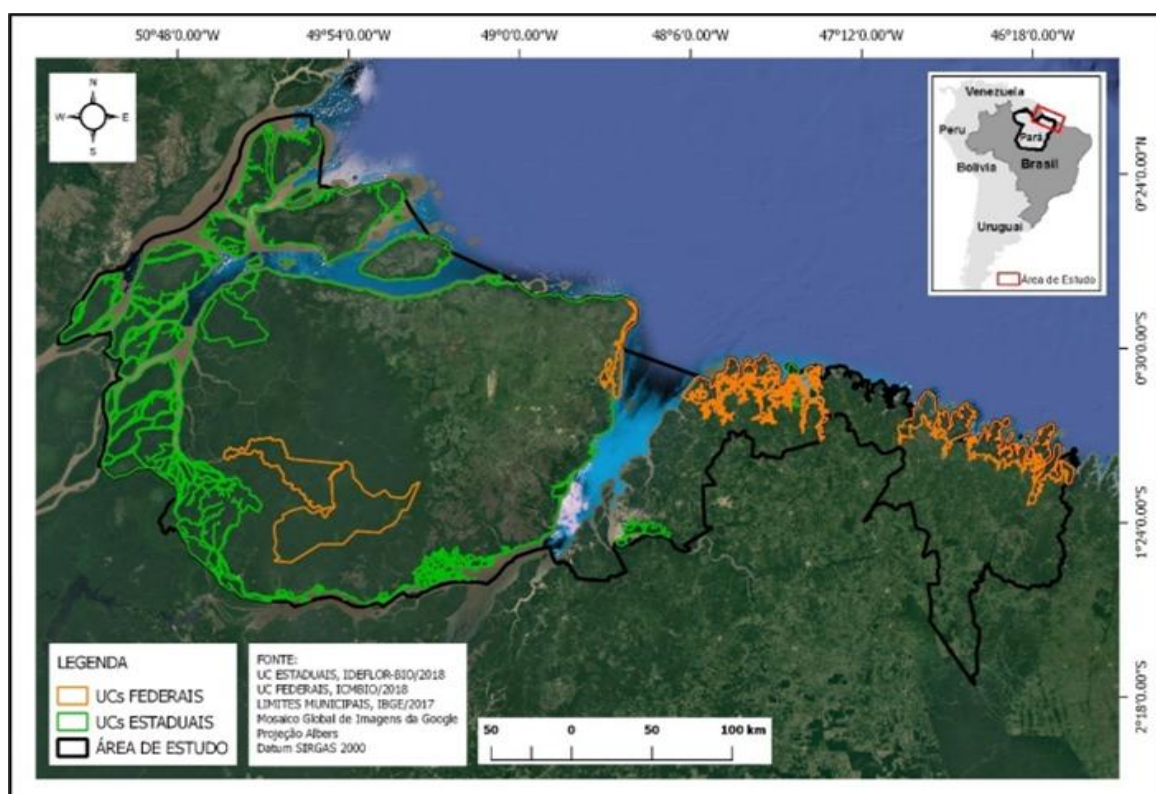 50°48'0.00"W 49°54'0.00"W 49°0'0.00"W 48°6'0.00"W 47°12'0.00"W 46°18'0.00"W
N
W E
S
Venezuela
Peru
Pará
Brasil
Bolivia
Uruguai
Área de Estudo
0°24'0.00"N
0°30'0.00"S
1°24'0.00"S
2°18'0.00"S
LEGENDA
UCs FEDERAIS
UCs ESTADUAIS
ÁREA DE ESTUDO
FONTE:
UC ESTADUAIS, IDEFLOR-BIO/2018
UC FEDERAIS, ICMBIO/2018
LIMITES MUNICIPAIS, IBGE/2017
Mosaico Global de Imagens da Google
Projeção Albers
Datum SIRGAS 2000
50 0 50 100 km